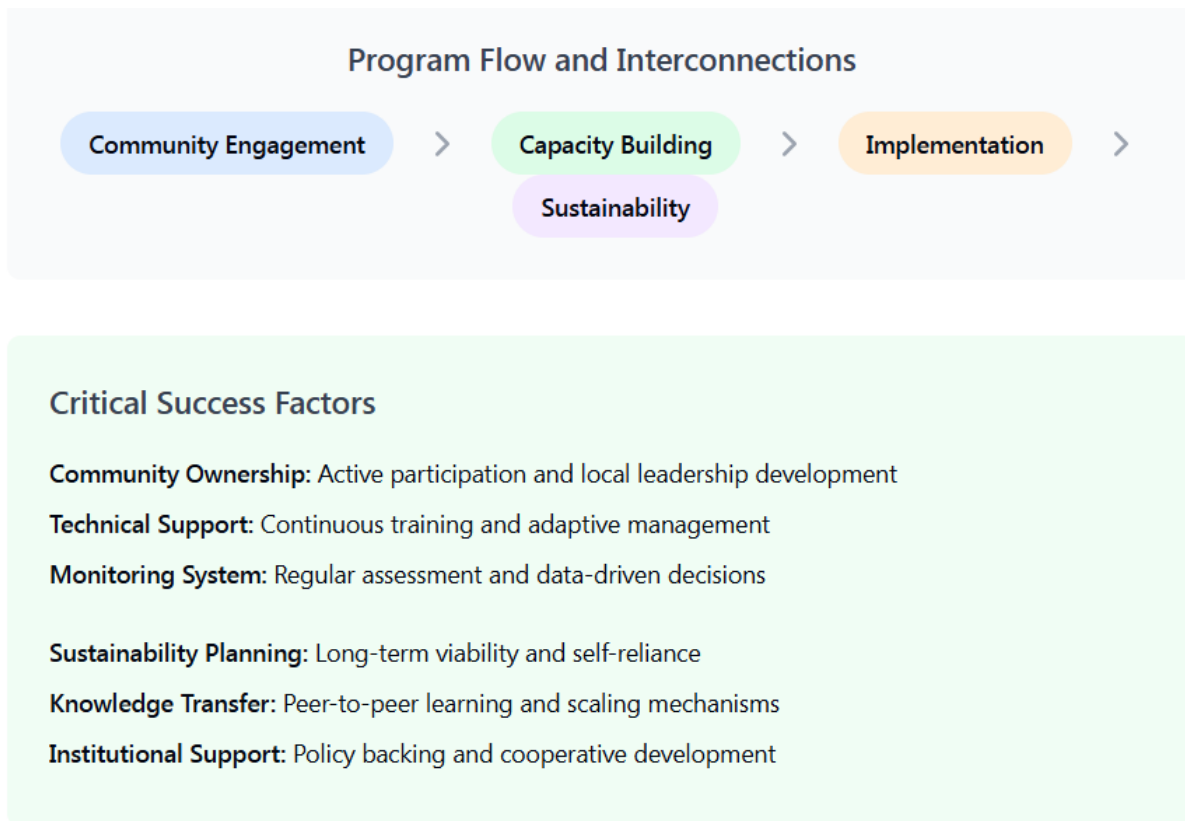 Program Flow and Interconnections
Community Engagement > Capacity Building > Implementation >
Sustainability
Critical Success Factors
Community Ownership: Active participation and local leadership development
Technical Support: Continuous training and adaptive management
Monitoring System: Regular assessment and data-driven decisions
Sustainability Planning: Long-term viability and self-reliance
Knowledge Transfer: Peer-to-peer learning and scaling mechanisms
Institutional Support: Policy backing and cooperative development